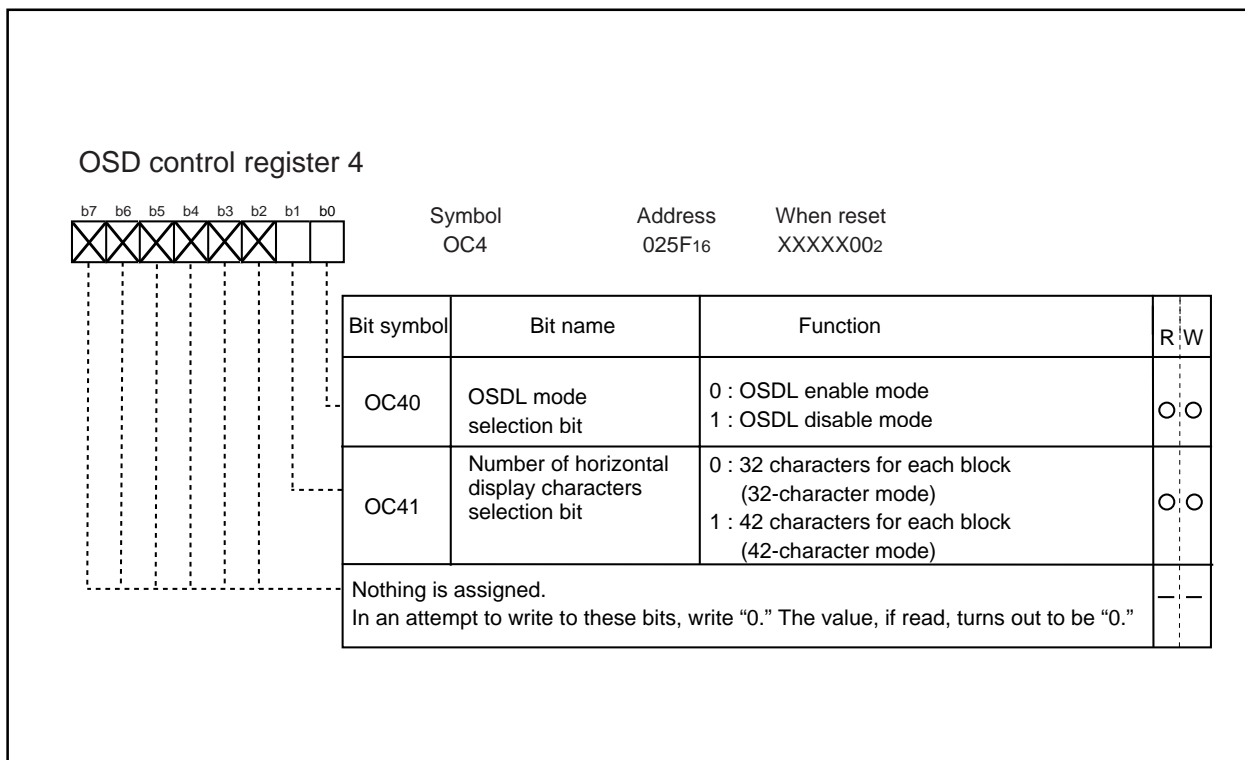 OSD control register 4
b7 b6 b5 b4 b3 b2 b1 b0
Symbol Address When reset
OC4 025F16 XXXXX002
Bit symbol Bit name Function R W
OC40 OSDL mode
selection bit
0 : OSDL enable mode
1 : OSDL disable mode
OC41 Number of horizontal
display characters
selection bit
0 : 32 characters for each block
(32-character mode)
1 : 42 characters for each block
(42-character mode)
Nothing is assigned.
In an attempt to write to these bits, write “0.” The value, if read, turns out to be “0.”